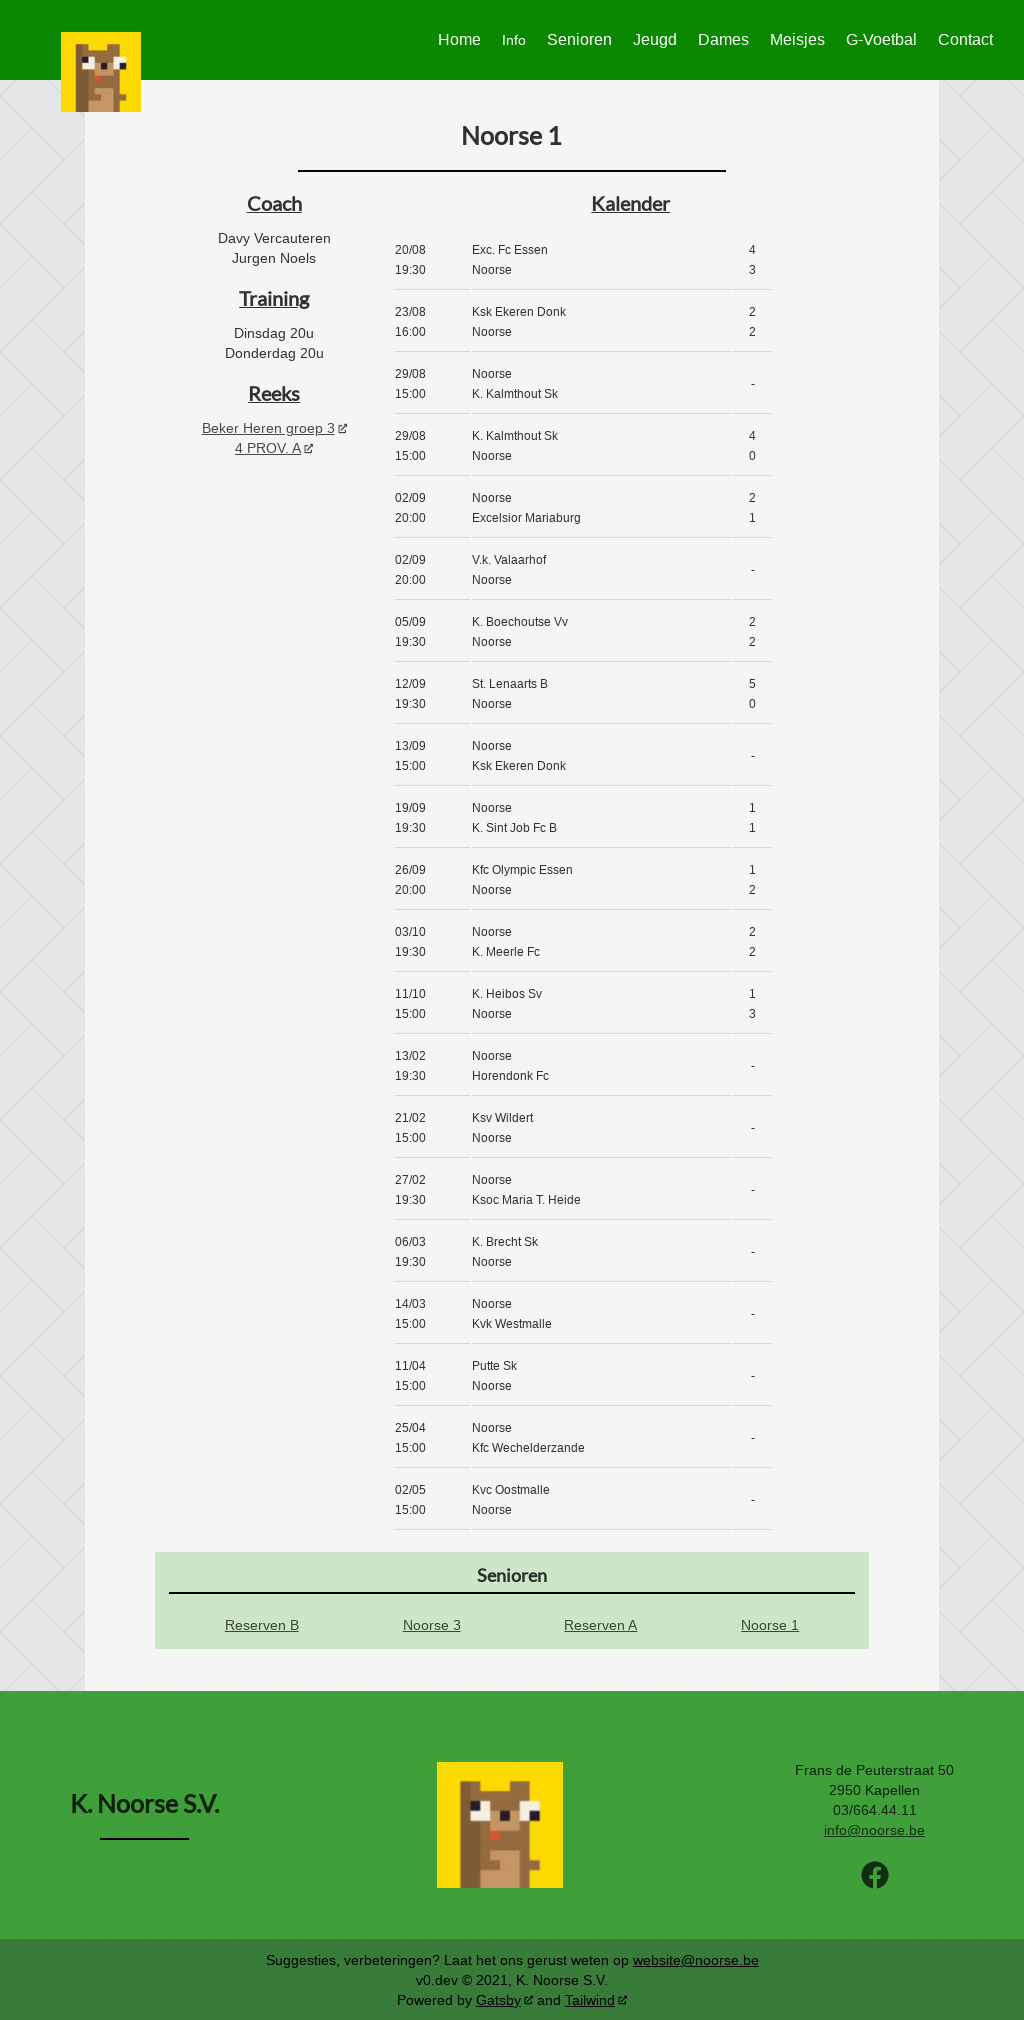 Home Info Senioren Jeugd Dames Meisjes G-Voetbal Contact
Noorse 1
Coach
Davy Vercauteren
Jurgen Noels
Training
Dinsdag 20u
Donderdag 20u
Reeks
Beker Heren groep 3
4 PROV. A
Kalender
20/08 Exc. Fc Essen 4
19:30 Noorse 3
23/08 Ksk Ekeren Donk 2
16:00 Noorse 2
29/08 Noorse
-
15:00 K. Kalmthout Sk
29/08 K. Kalmthout Sk 4
15:00 Noorse 0
02/09 Noorse 2
20:00 Excelsior Mariaburg 1
02/09 V.k. Valaarhof
-
20:00 Noorse
05/09 K. Boechoutse Vv 2
19:30 Noorse 2
12/09 St. Lenaarts B 5
19:30 Noorse 0
13/09 Noorse
-
15:00 Ksk Ekeren Donk
19/09 Noorse 1
19:30 K. Sint Job Fc B 1
26/09 Kfc Olympic Essen 1
20:00 Noorse 2
03/10 Noorse 2
19:30 K. Meerle Fc 2
11/10 K. Heibos Sv 1
15:00 Noorse 3
13/02 Noorse
-
19:30 Horendonk Fc
21/02 Ksv Wildert
-
15:00 Noorse
27/02 Noorse
-
19:30 Ksoc Maria T. Heide
06/03 K. Brecht Sk
-
19:30 Noorse
14/03 Noorse
-
15:00 Kvk Westmalle
11/04 Putte Sk
-
15:00 Noorse
25/04 Noorse
-
15:00 Kfc Wechelderzande
02/05 Kvc Oostmalle
-
15:00 Noorse
Senioren
Reserven B Noorse 3 Reserven A Noorse 1
K. Noorse S.V.
Frans de Peuterstraat 50
2950 Kapellen
03/664.44.11
info@noorse.be
Suggesties, verbeteringen? Laat het ons gerust weten op website@noorse.be
v0.dev © 2021, K. Noorse S.V.
Powered by Gatsby and Tailwind